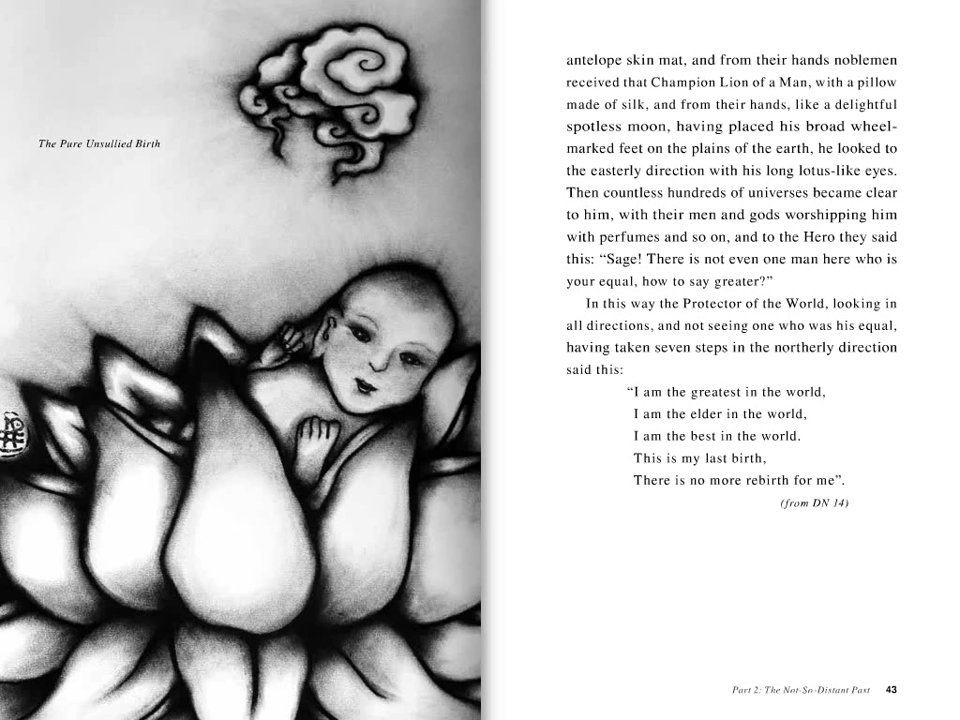 The Pure Unsullied Birth
antelope skin mat, and from their hands noblemen
received that Champion Lion of a Man, with a pillow
made of silk, and from their hands, like a delightful
spotless moon, having placed his broad wheel-
marked feet on the plains of the earth, he looked to
the easterly direction with his long lotus-like eyes.
Then countless hundreds of universes became clear
to him, with their men and gods worshipping him
with perfumes and so on, and to the Hero they said
this: “Sage! There is not even one man here who is
your equal, how to say greater?”
In this way the Protector of the World, looking in
all directions, and not seeing one who was his equal,
having taken seven steps in the northerly direction
said this:
“I am the greatest in the world,
I am the elder in the world,
I am the best in the world.
This is my last birth,
There is no more rebirth for me”.
(from DN 14)
Part 2: The Not-So-Distant Past 43